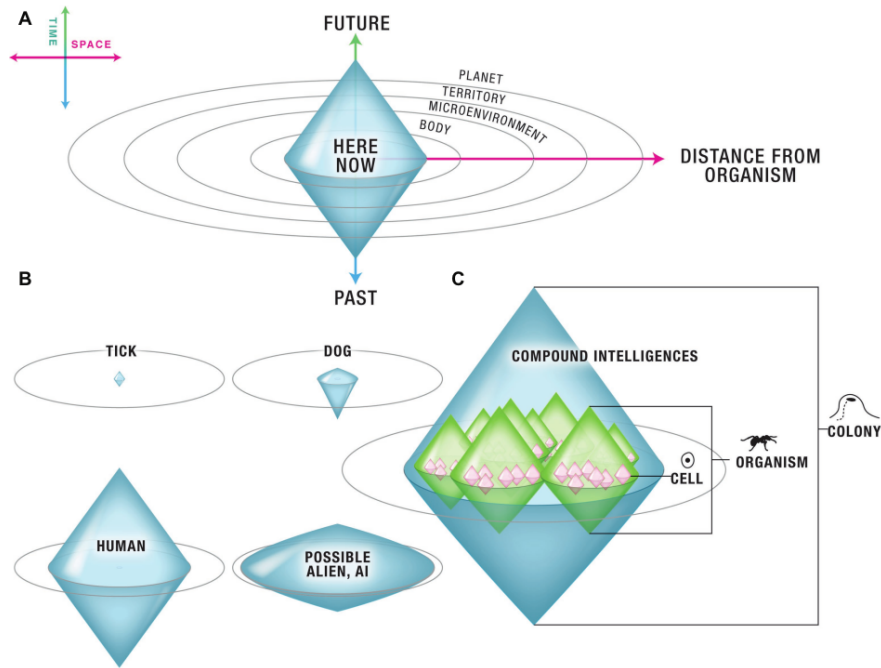 A
TIME
SPACE
FUTURE
PLANET
TERRITORY
MICROENVIRONMENT
BODY
HERE
NOW
DISTANCE FROM
ORGANISM
PAST
B
TICK
DOG
HUMAN
POSSIBLE
ALIEN, AI
C
COMPOUND INTELLIGENCES
COLONY
ORGANISM
CELL